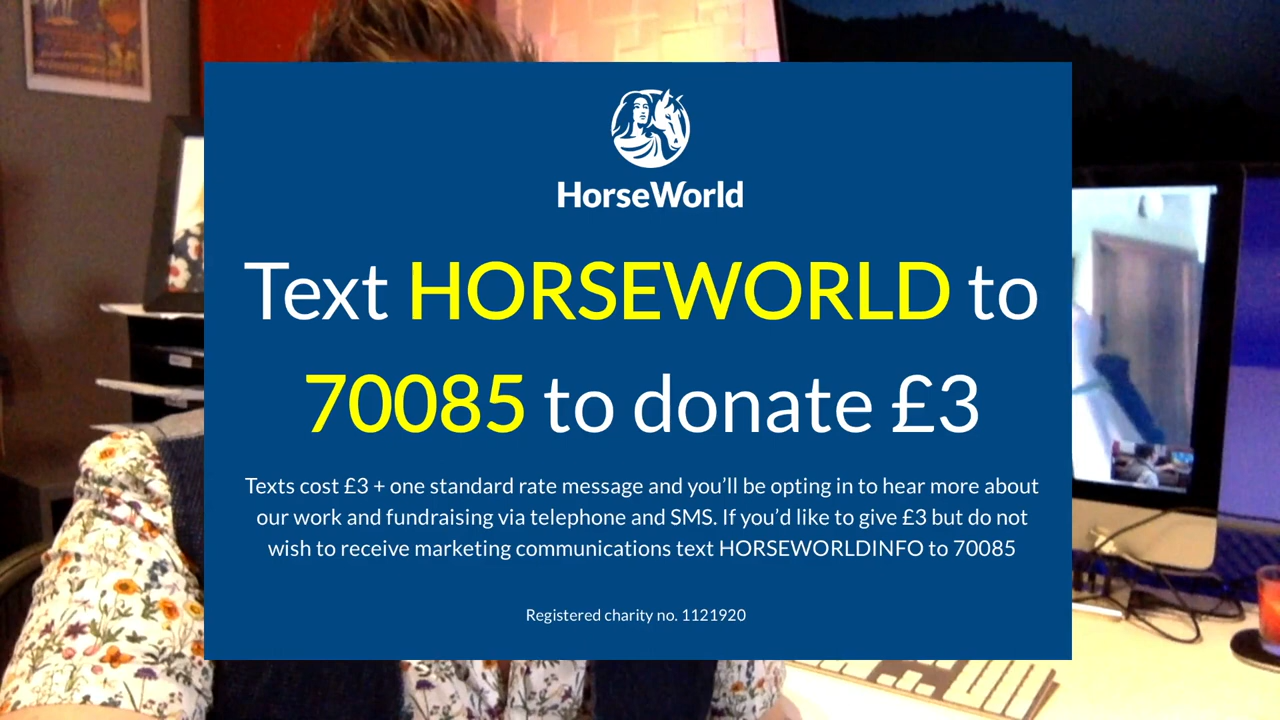 HorseWorld
Text HORSEWORLD to
70085 to donate £3
Texts cost £3 + one standard rate message and you’ll be opting in to hear more about
our work and fundraising via telephone and SMS. If you’d like to give £3 but do not
wish to receive marketing communications text HORSEWORLDINFO to 70085
Registered charity no. 1121920